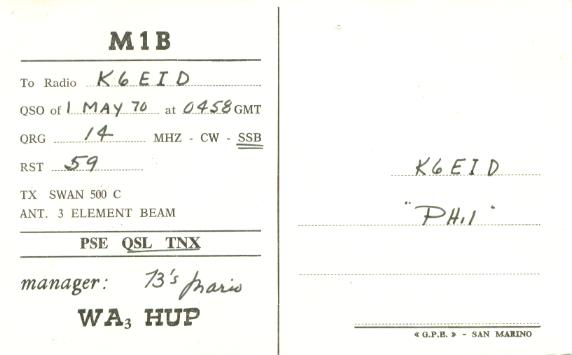 M1B
To Radio K6EID
QSO of 1 MAY 70 at 0458 GMT
QRG 14 MHZ - CW - SSB
RST 59
TX SWAN 500 C
ANT. 3 ELEMENT BEAM
PSE QSL TNX
manager: 73's Mario
WA3 HUP
K6EID
"PHil"
« G.P.E. » - SAN MARINO